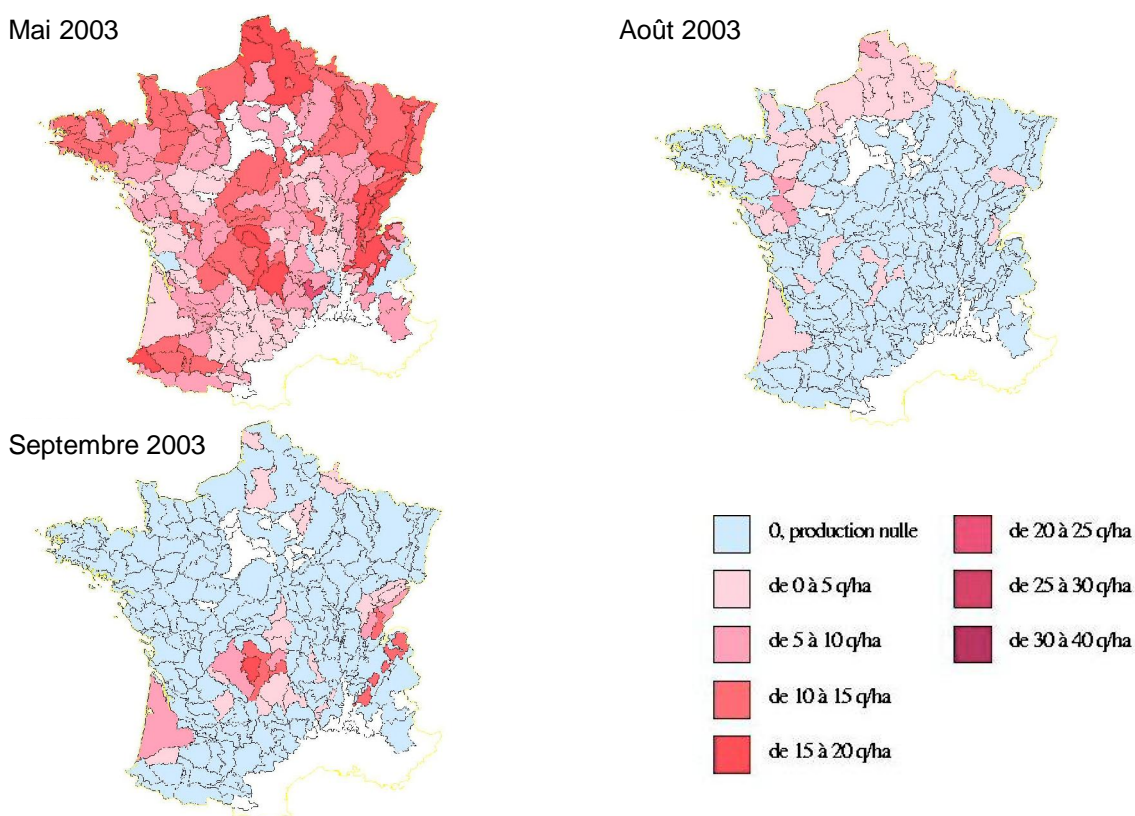 Mai 2003
Août 2003
Septembre 2003
0, production nulle
de 0 à 5 q/ha
de 5 à 10 q/ha
de 10 à 15 q/ha
de 15 à 20 q/ha
de 20 à 25 q/ha
de 25 à 30 q/ha
de 30 à 40 q/ha